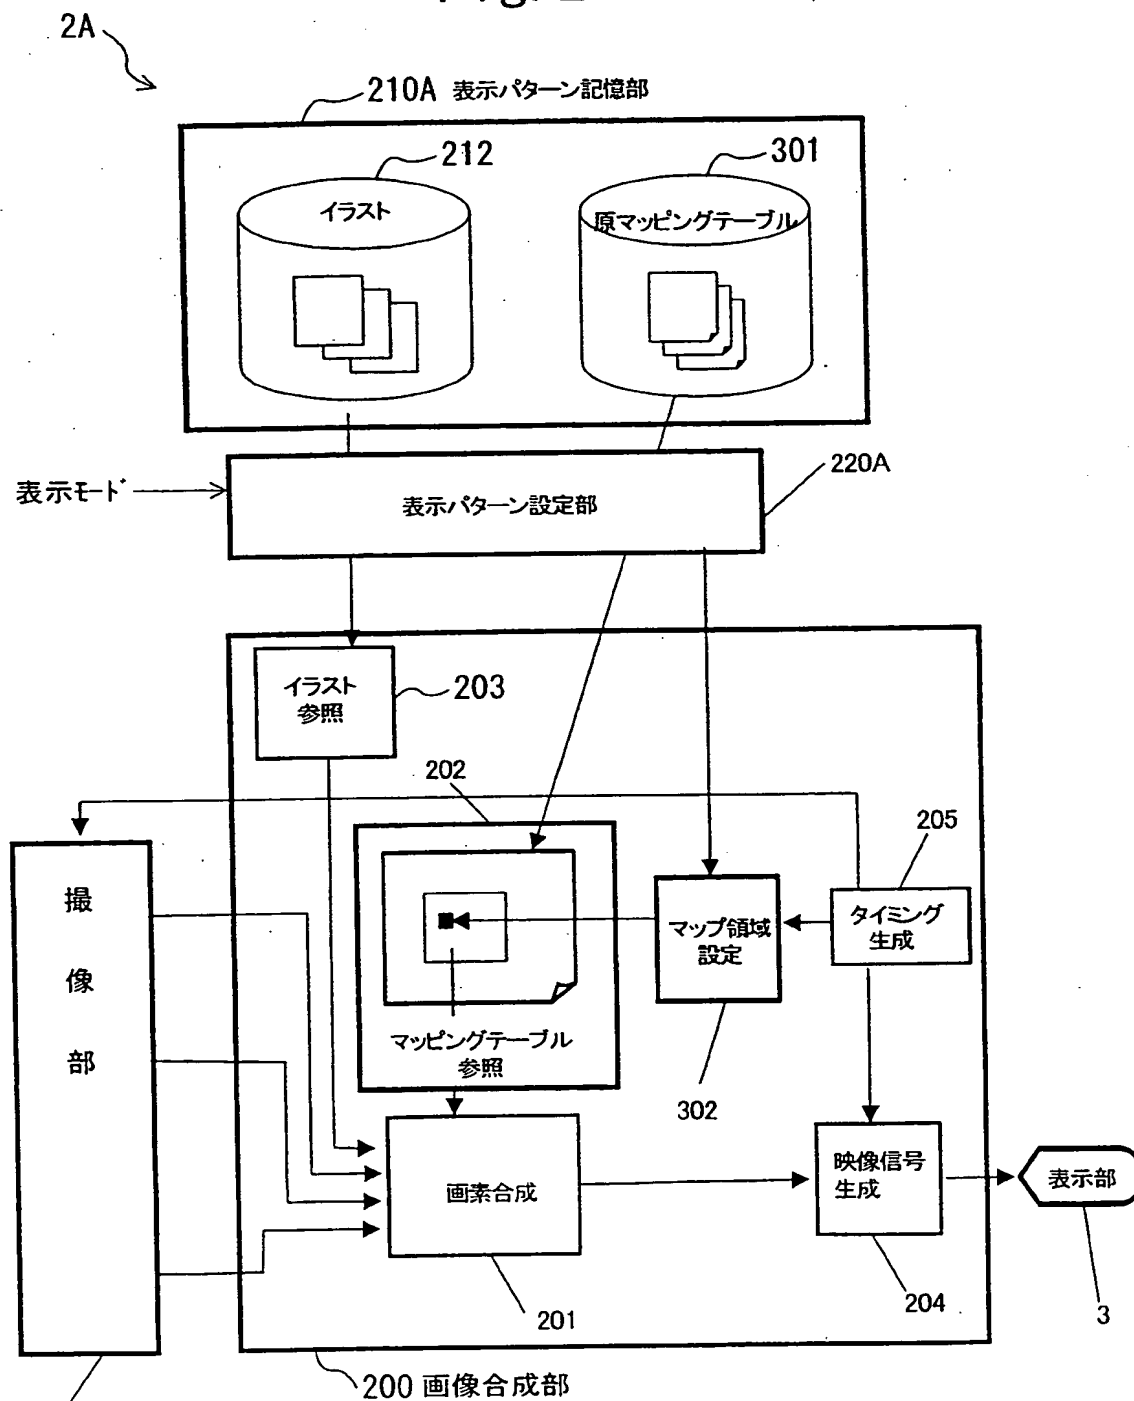 2A
210A 表示パターン記憶部
212
301
イラスト
原マッピングテーブル
220A
表示モード
表示パターン設定部
イラスト
参照
203
202
205
撮像部
マップ領域
設定
タイミング
生成
マッピングテーブル
参照
302
画素合成
映像信号
生成
表示部
201
204
3
200 画像合成部